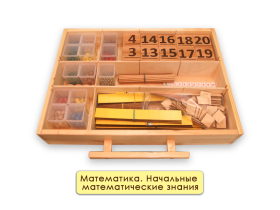 4 14 16 18 20
3 13 15 17 19
Математика. Начальные
математические знания